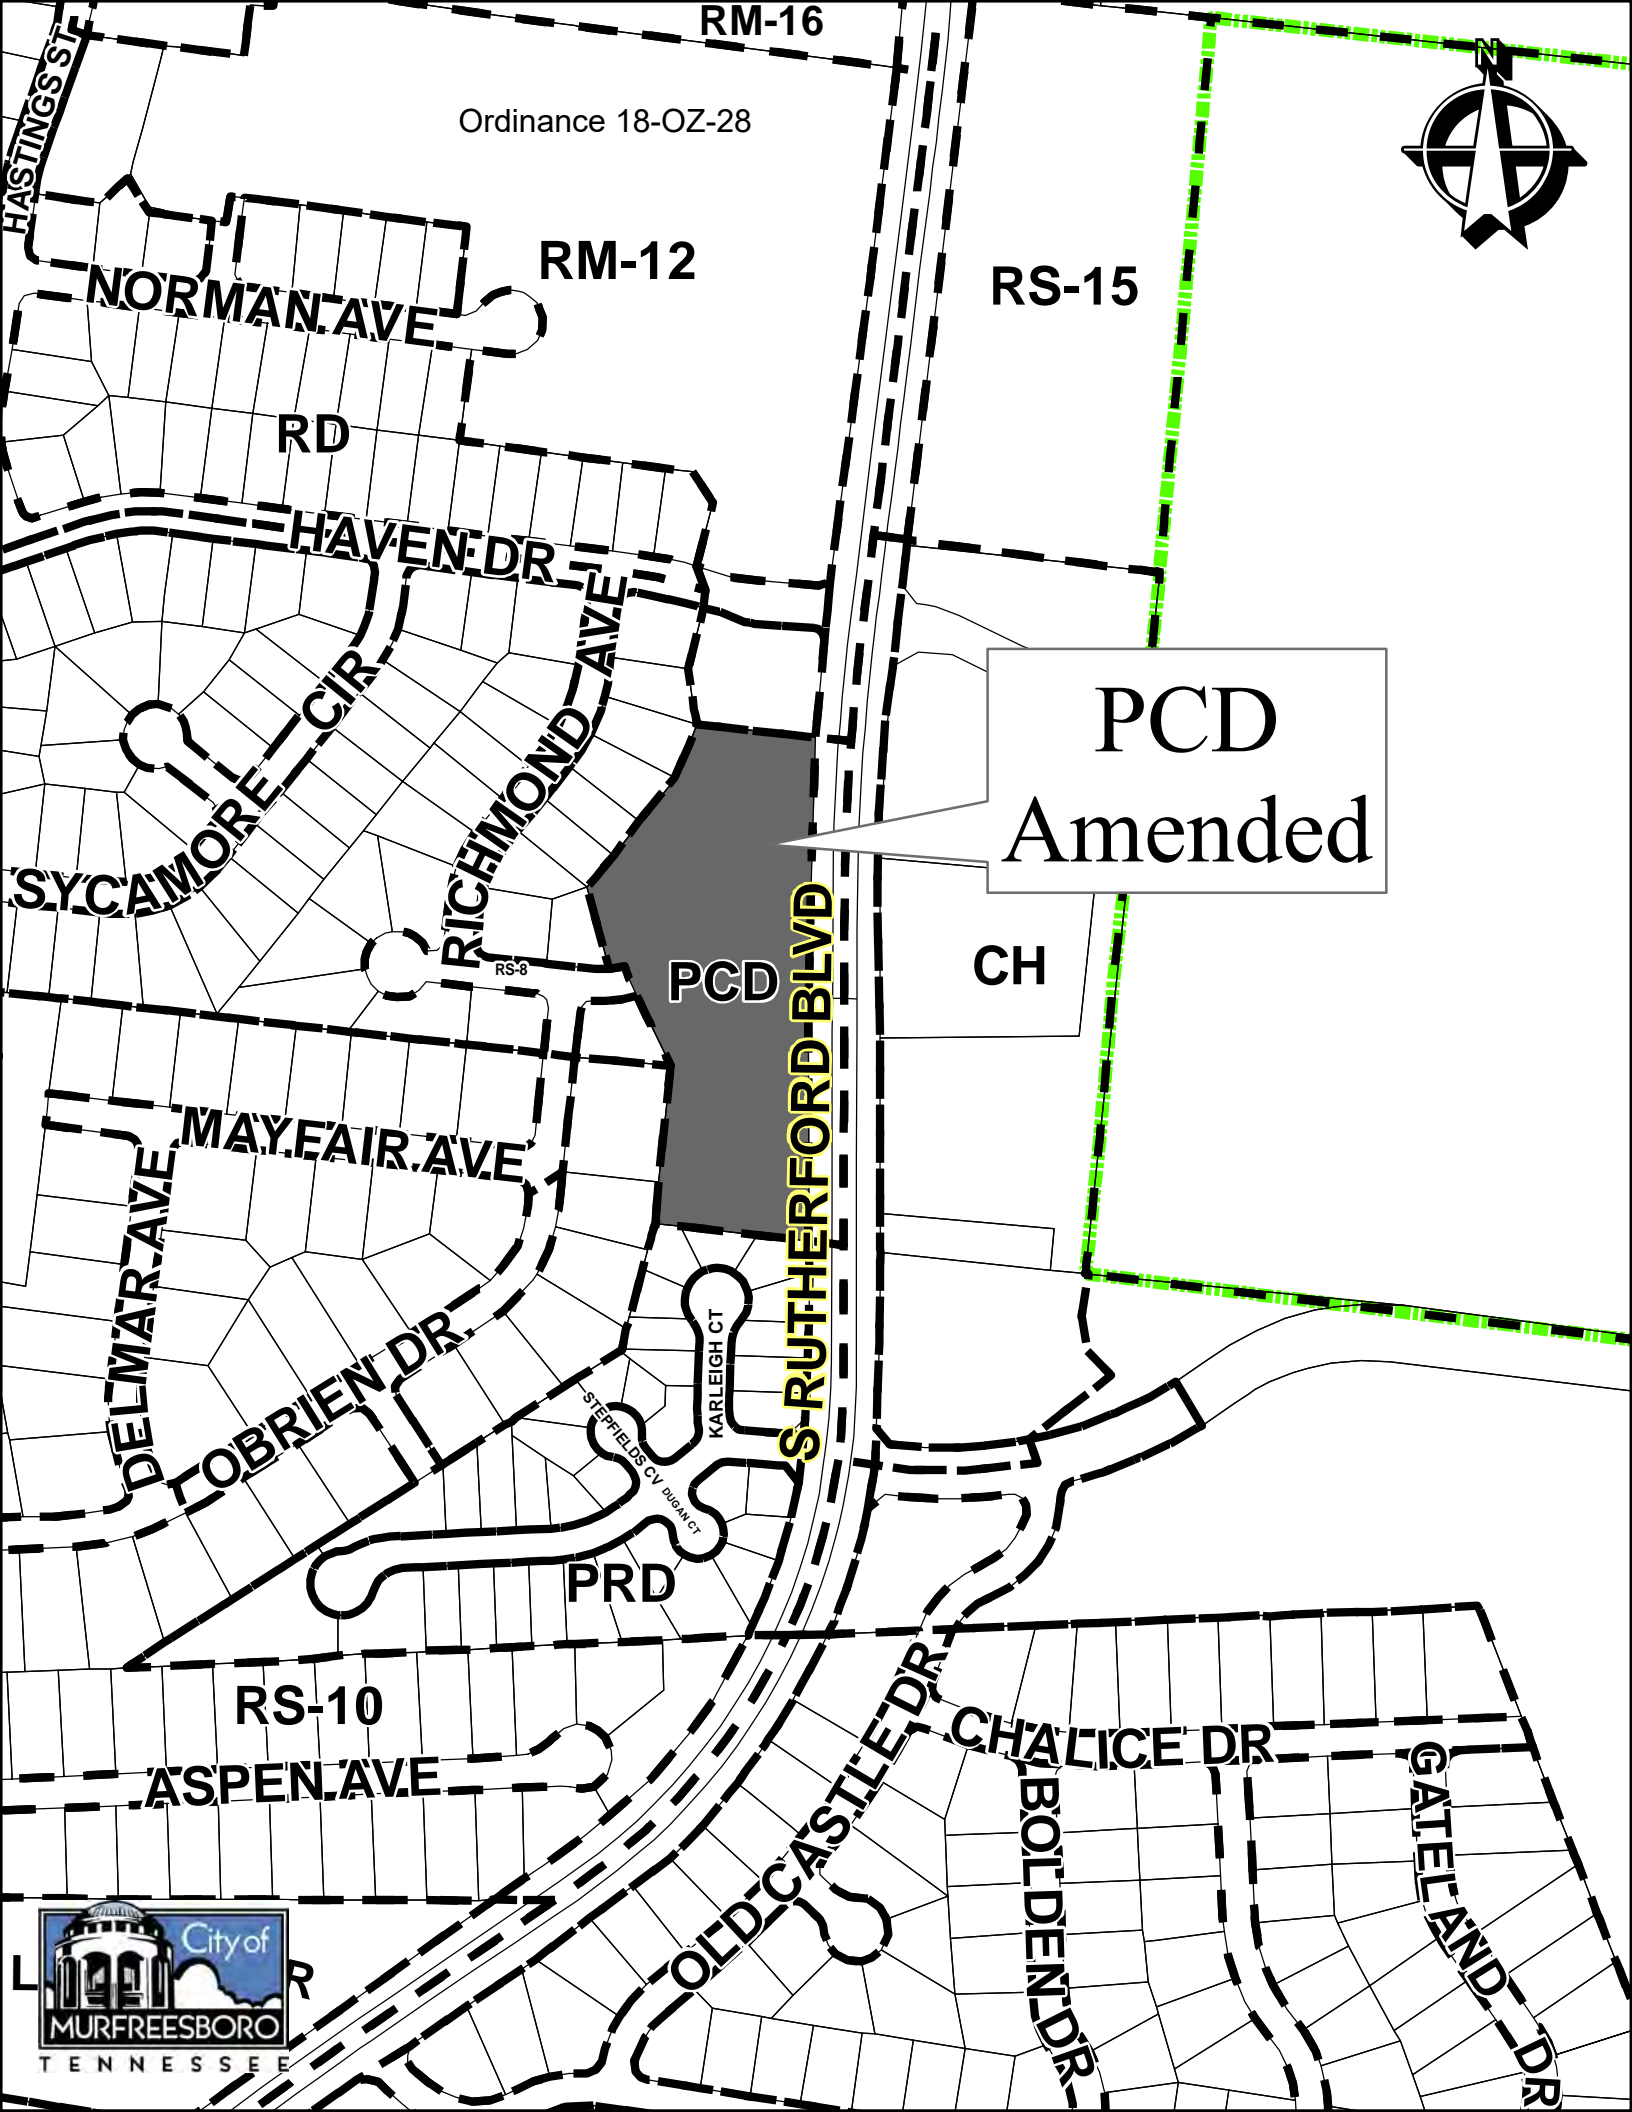 RM-16
HASTINGS ST
Ordinance 18-OZ-28
N
RM-12
RS-15
NORMAN AVE
RD
HAVEN DR
RICHMOND AVE
SYCAMORE CIR
PCD
Amended
RS-8
PCD
S RUTHERFORD BLVD
CH
MAYFAIR AVE
DELMAR AVE
OBRIEN DR
KARLEIGH CT
STEPFIELDS CV
DUGAN CT
PRD
RS-10
ASPEN AVE
OLD CASTLE DR
CHALICE DR
BOLDEN DR
GATELAND DR
City of
MURFREESBORO
TENNESSEE